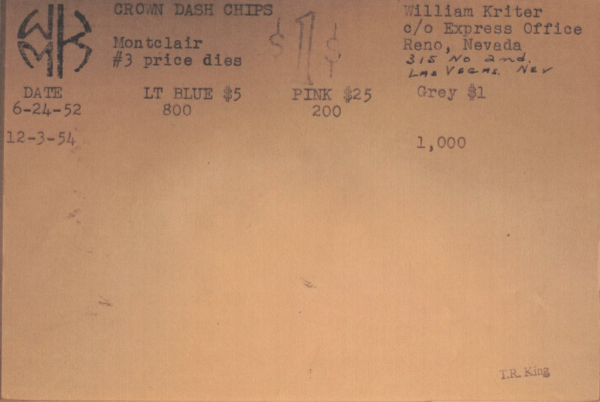 WMK
CROWN DASH CHIPS
Montclair
#3 price dies
$1
William Kriter
c/o Express Office
Reno, Nevada
315 No 2nd.
Las Vegas. Nev
DATE LT BLUE $5 PINK $25 Grey $1
6-24-52 800 200
12-3-54 1,000
T.R. King